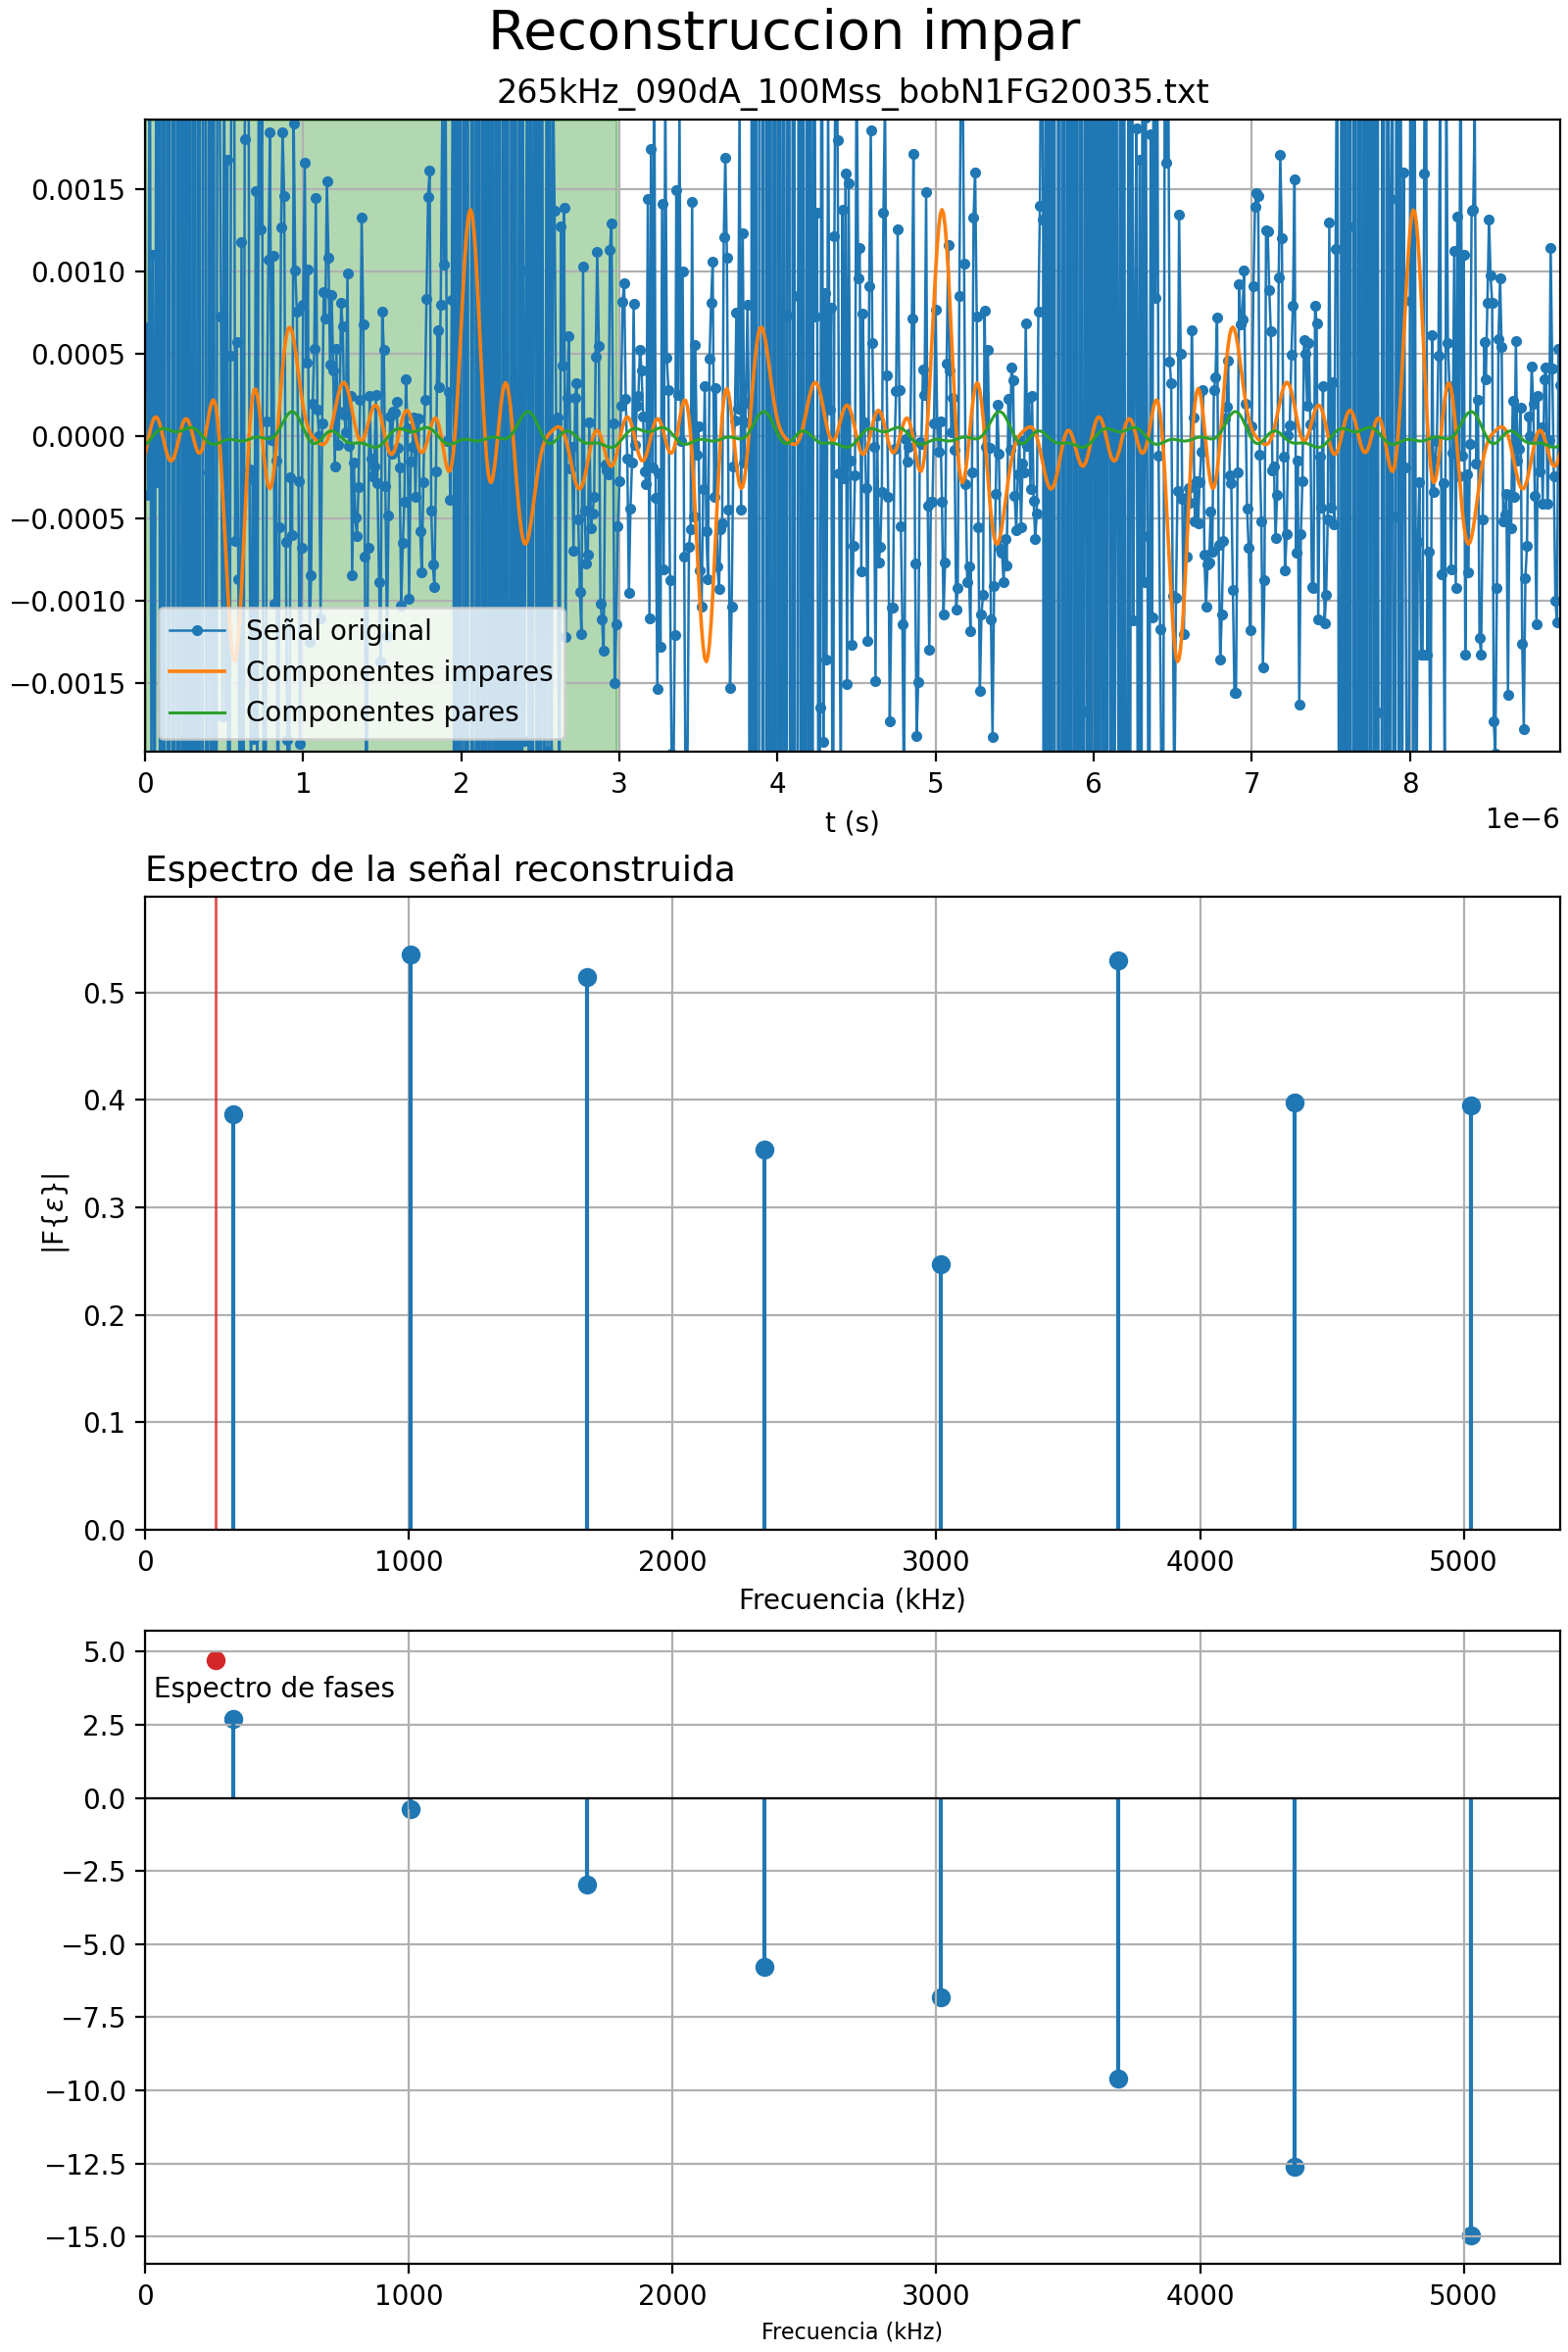 Reconstruccion impar
265kHz_090dA_100Mss_bobN1FG20035.txt
0.0015
0.0010
0.0005
0.0000
−0.0005
−0.0010
−0.0015
Señal original
Componentes impares
Componentes pares
0 1 2 3 4 5 6 7 8
t (s)
1e−6
Espectro de la señal reconstruida
0.5
0.4
0.3
0.2
0.1
0.0
|F{ε}|
0 1000 2000 3000 4000 5000
Frecuencia (kHz)
5.0
Espectro de fases
2.5
0.0
−2.5
−5.0
−7.5
−10.0
−12.5
−15.0
0 1000 2000 3000 4000 5000
Frecuencia (kHz)